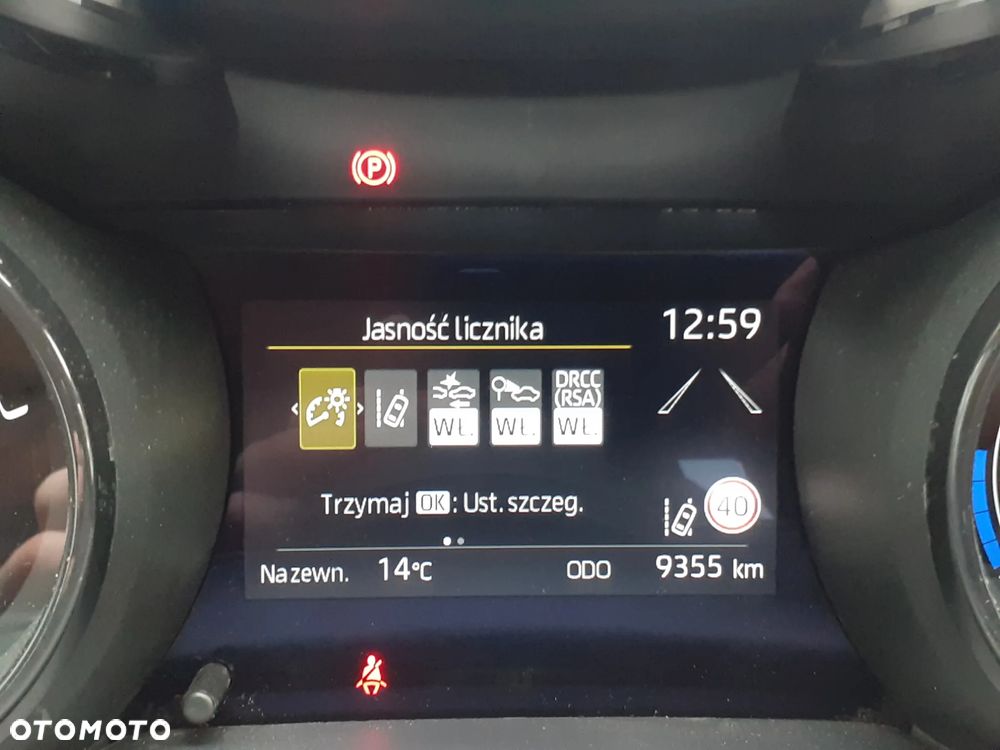 P
Jasność licznika
12:59
WŁ.
WŁ.
DRCC
(RSA)
WŁ.
Trzymaj OK : Ust. szczeg.
40
Na zewn. 14°C ODO 9355 km
OTOMOTO